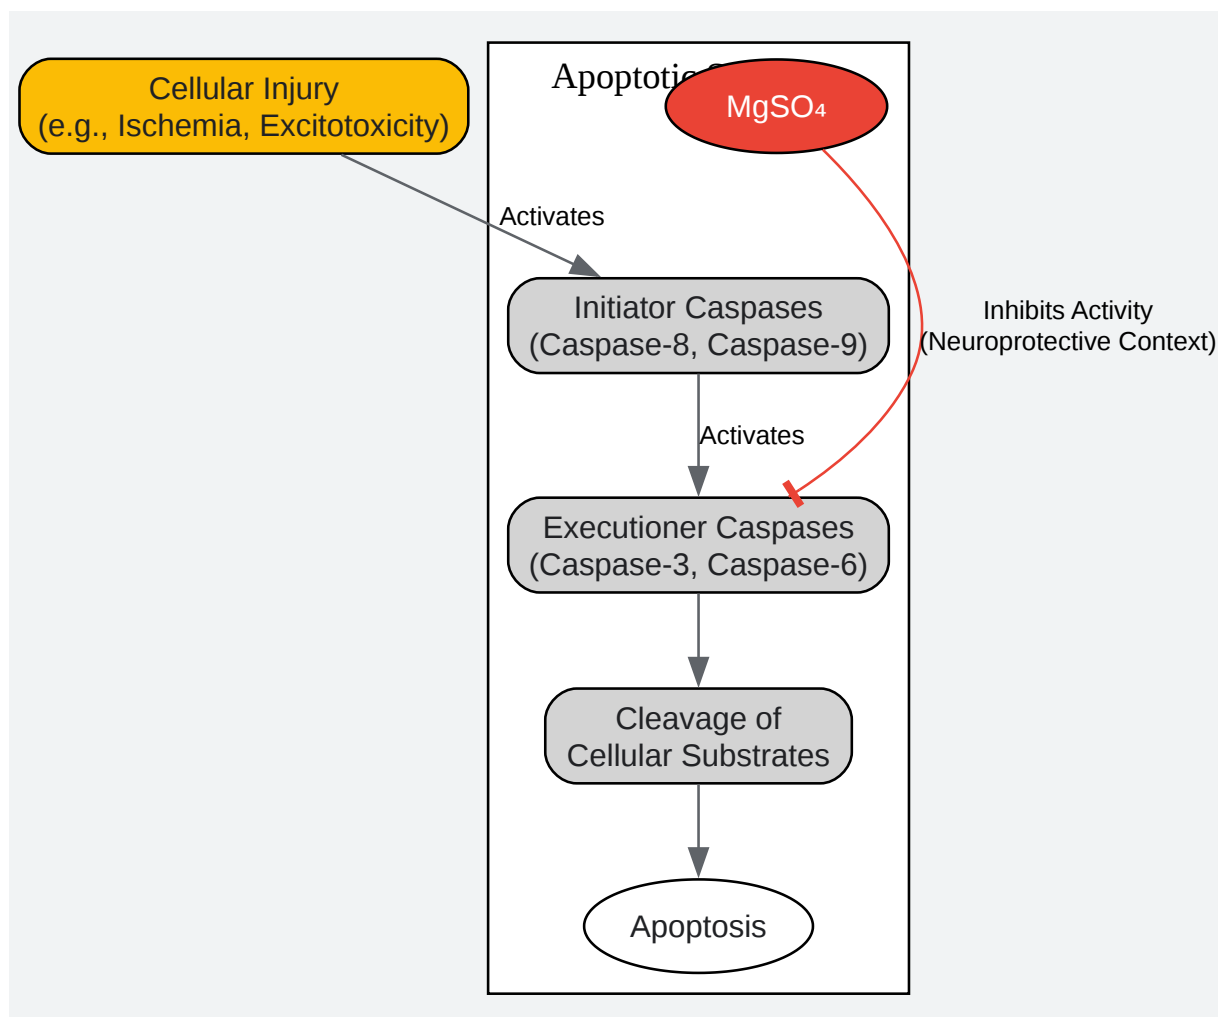 Cellular Injury
(e.g., Ischemia, Excitotoxicity)
Apoptotic
MgSO₄
Activates
Initiator Caspases
(Caspase-8, Caspase-9)
Inhibits Activity
(Neuroprotective Context)
Activates
Executioner Caspases
(Caspase-3, Caspase-6)
Cleavage of
Cellular Substrates
Apoptosis